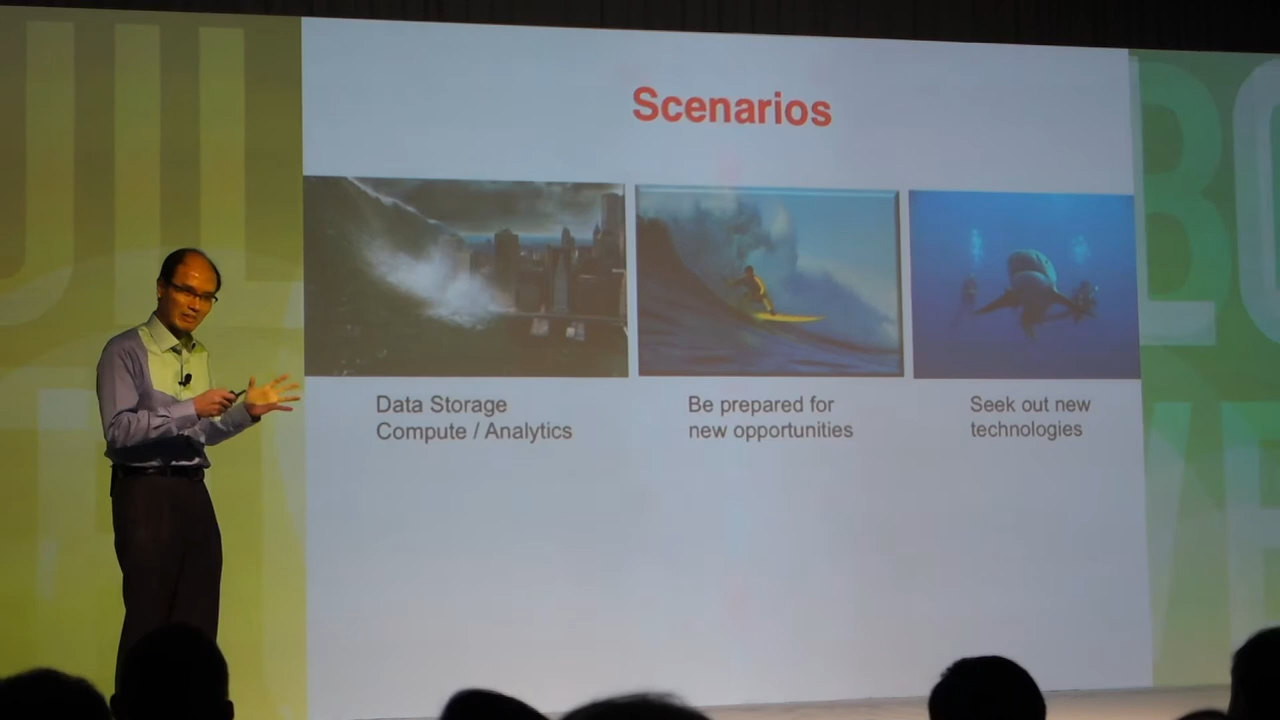 Scenarios
Data Storage
Compute / Analytics
Be prepared for
new opportunities
Seek out new
technologies